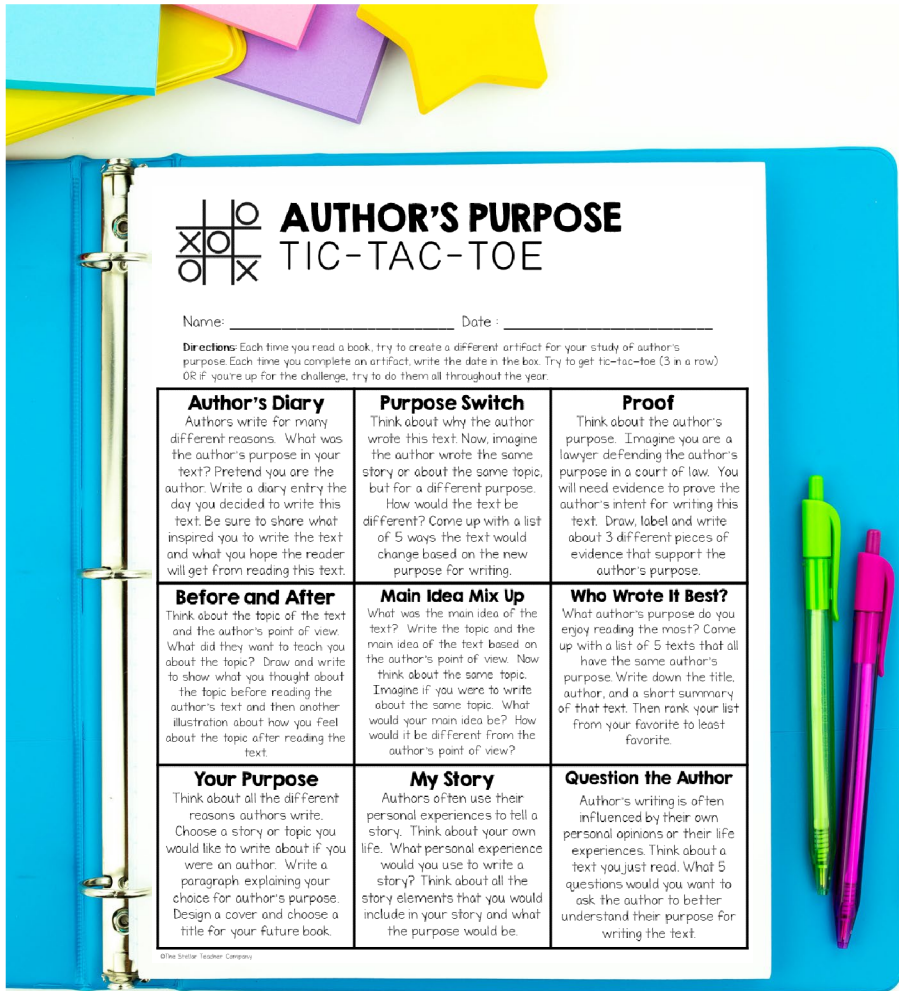 AUTHOR'S PURPOSE
TIC-TAC-TOE
Name: Date :
Directions: Each time you read a book, try to create a different artifact for your study of author's
purpose. Each time you complete an artifact, write the date in the box. Try to get tic-tac-toe (3 in a row)
OR if you're up for the challenge, try to do them all throughout the year.
Author's Diary
Authors write for many
different reasons. What was
the author's purpose in your
text? Pretend you are the
author. Write a diary entry the
day you decided to write this
text. Be sure to share what
inspired you to write the text
and what you hope the reader
will get from reading this text.
Purpose Switch
Think about why the author
wrote this text. Now, imagine
the author wrote the same
story or about the same topic,
but for a different purpose.
How would the text be
different? Come up with a list
of 5 ways the text would
change based on the new
purpose for writing.
Proof
Think about the author's
purpose. Imagine you are a
lawyer defending the author's
purpose in a court of law. You
will need evidence to prove the
author's intent for writing this
text. Draw, label and write
about 3 different pieces of
evidence that support the
author's purpose.
Before and After
Think about the topic of the text
and the author's point of view.
What did they want to teach you
about the topic? Draw and write
to show what you thought about
the topic before reading the
author's text and then another
illustration about how you feel
about the topic after reading the
text.
Main Idea Mix Up
What was the main idea of the
text? Write the topic and the
main idea of the text based on
the author's point of view. Now
think about the same topic.
Imagine if you were to write
about the same topic. What
would your main idea be? How
would it be different from the
author's point of view?
Who Wrote It Best?
What author's purpose do you
enjoy reading the most? Come
up with a list of 5 texts that all
have the same author's
purpose. Write down the title,
author, and a short summary
of that text. Then rank your list
from your favorite to least
favorite.
Your Purpose
Think about all the different
reasons authors write.
Choose a story or topic you
would like to write about if you
were an author. Write a
paragraph explaining your
choice for author's purpose.
Design a cover and choose a
title for your future book.
My Story
Authors often use their
personal experiences to tell a
story. Think about your own
life. What personal experience
would you use to write a
story? Think about all the
story elements that you would
include in your story and what
the purpose would be.
Question the Author
Author's writing is often
influenced by their own
personal opinions or their life
experiences. Think about a
text you just read. What 5
questions would you want to
ask the author to better
understand their purpose for
writing the text.
©The Stellar Teacher Company